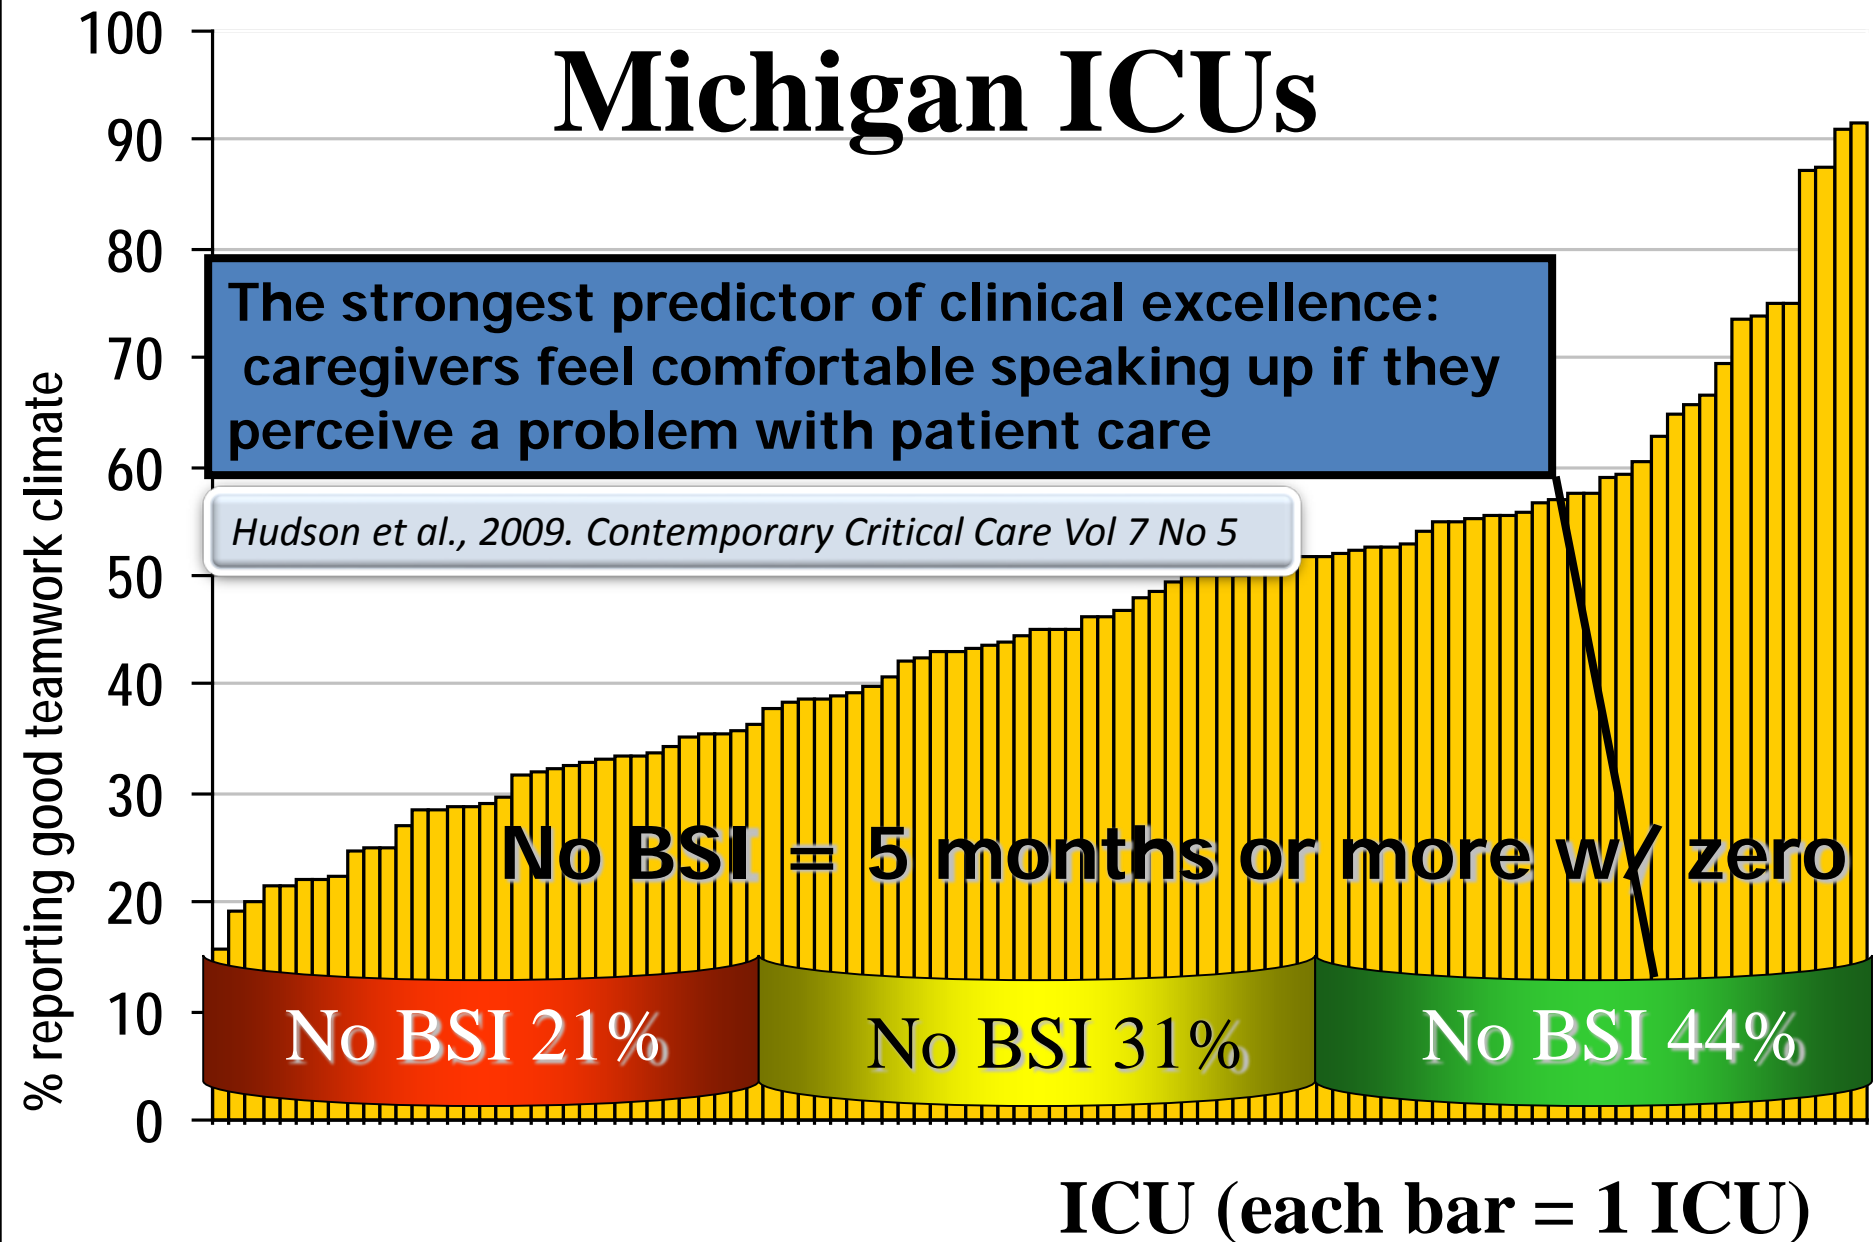 Michigan ICUs
100
90
80
70
60
50
40
30
20
10
0
% reporting good teamwork climate
The strongest predictor of clinical excellence:
caregivers feel comfortable speaking up if they
perceive a problem with patient care
Hudson et al., 2009. Contemporary Critical Care Vol 7 No 5
No BSI = 5 months or more w/ zero
No BSI 21%
No BSI 31%
No BSI 44%
ICU (each bar = 1 ICU)